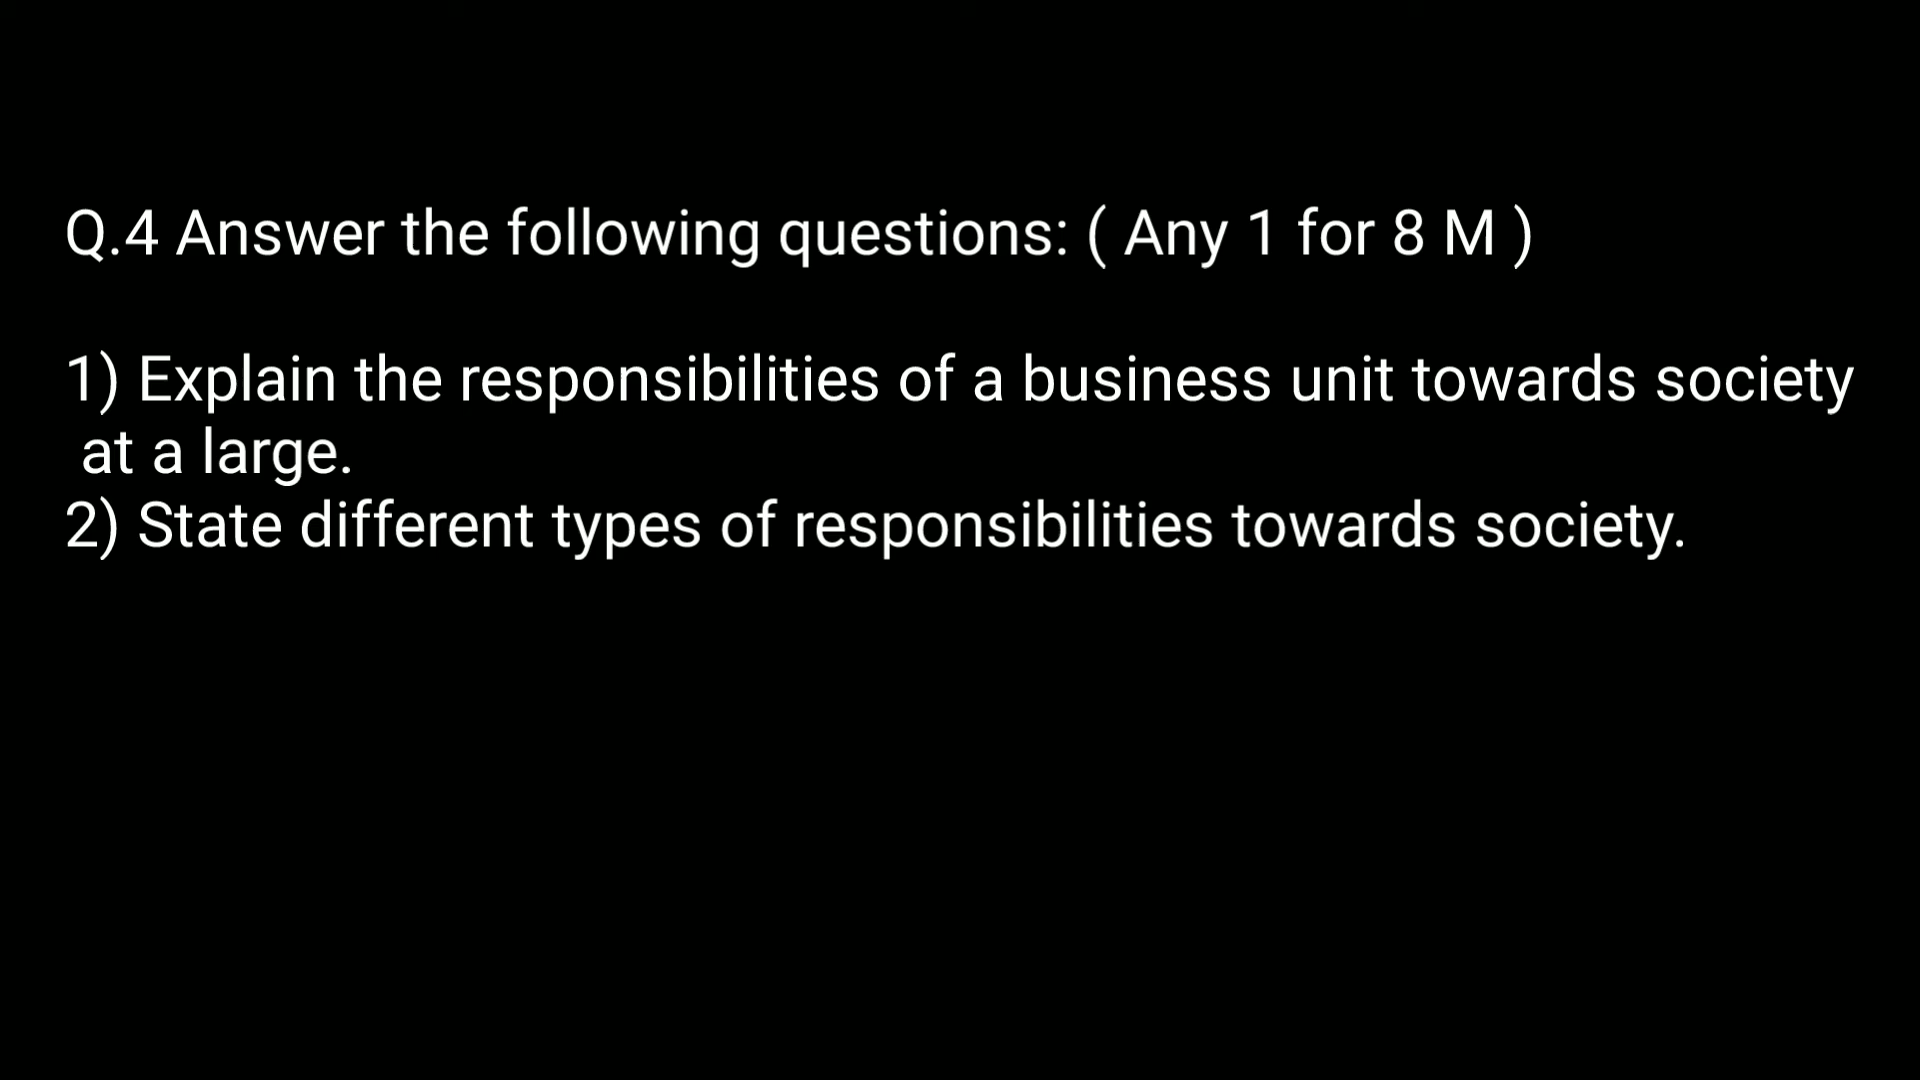 Q.4 Answer the following questions: ( Any 1 for 8 M )
1) Explain the responsibilities of a business unit towards society
at a large.
2) State different types of responsibilities towards society.